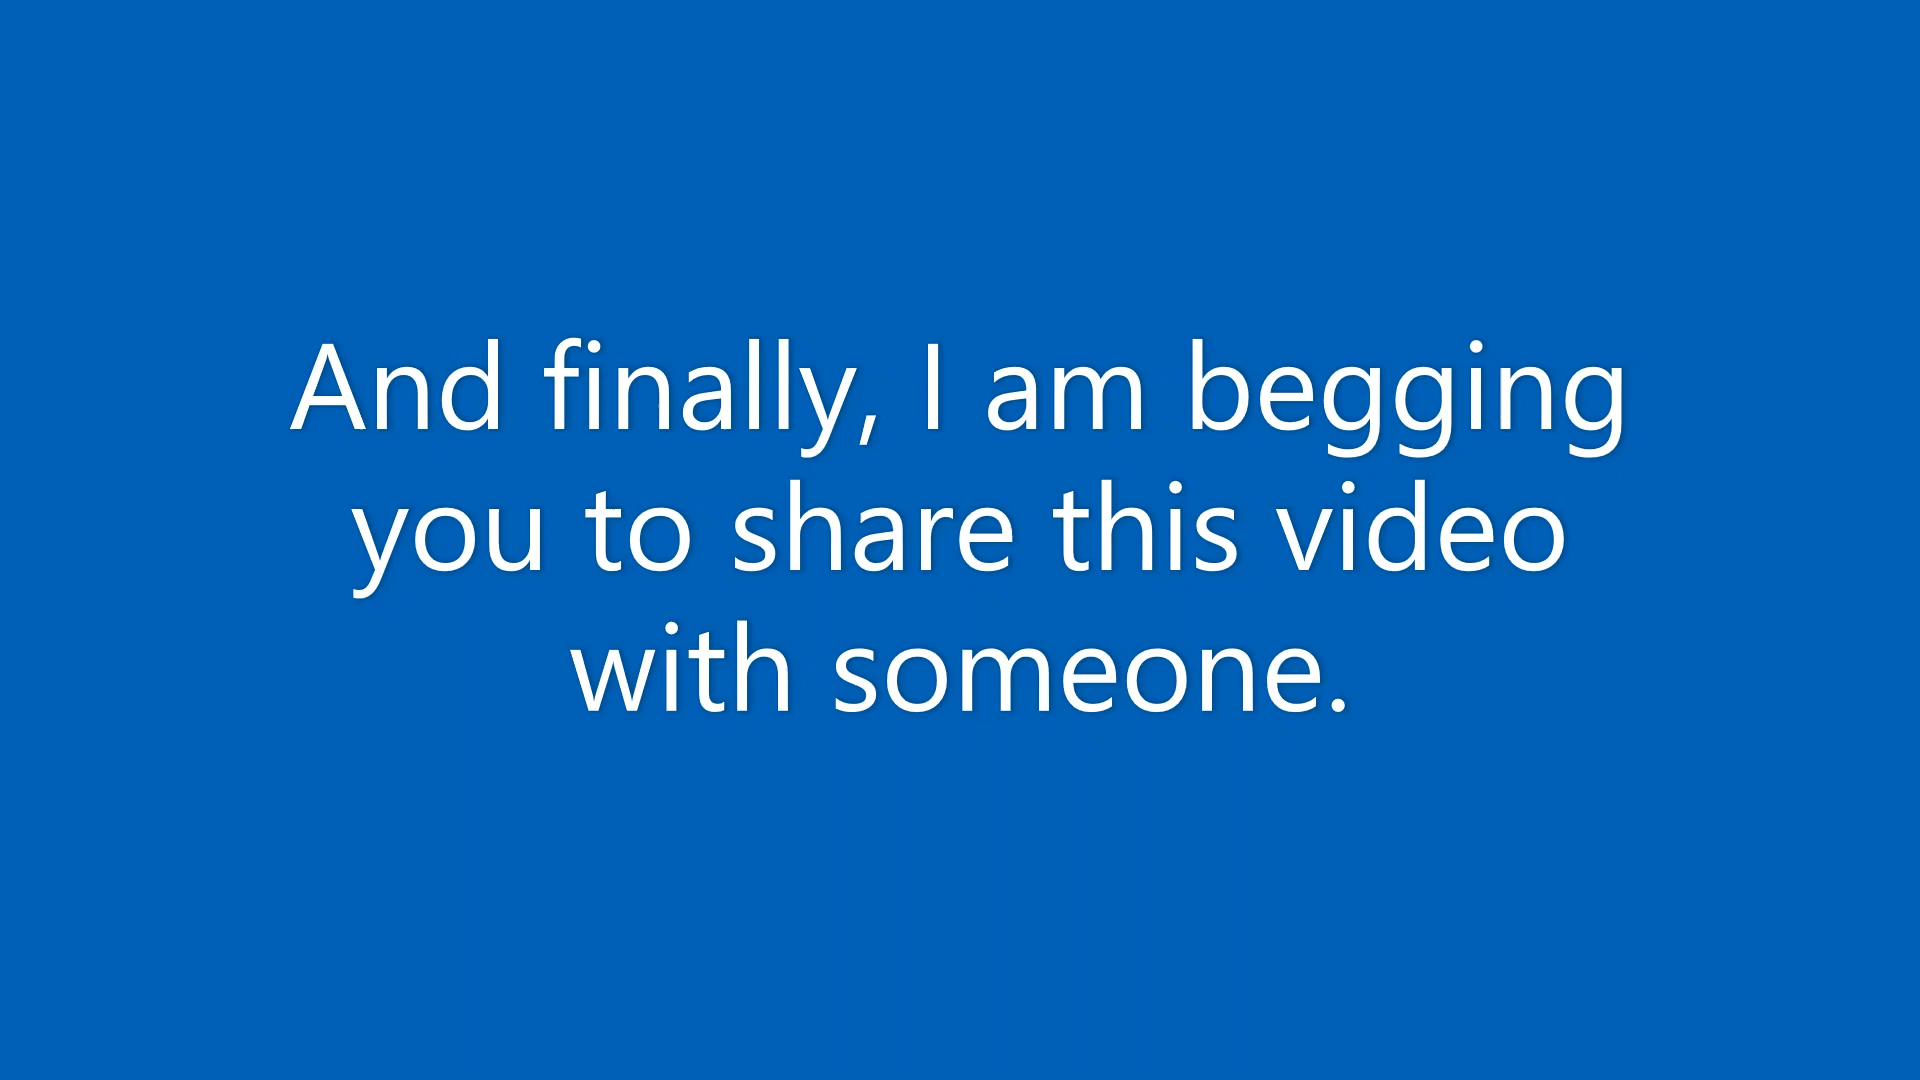 And finally, I am begging
you to share this video
with someone.